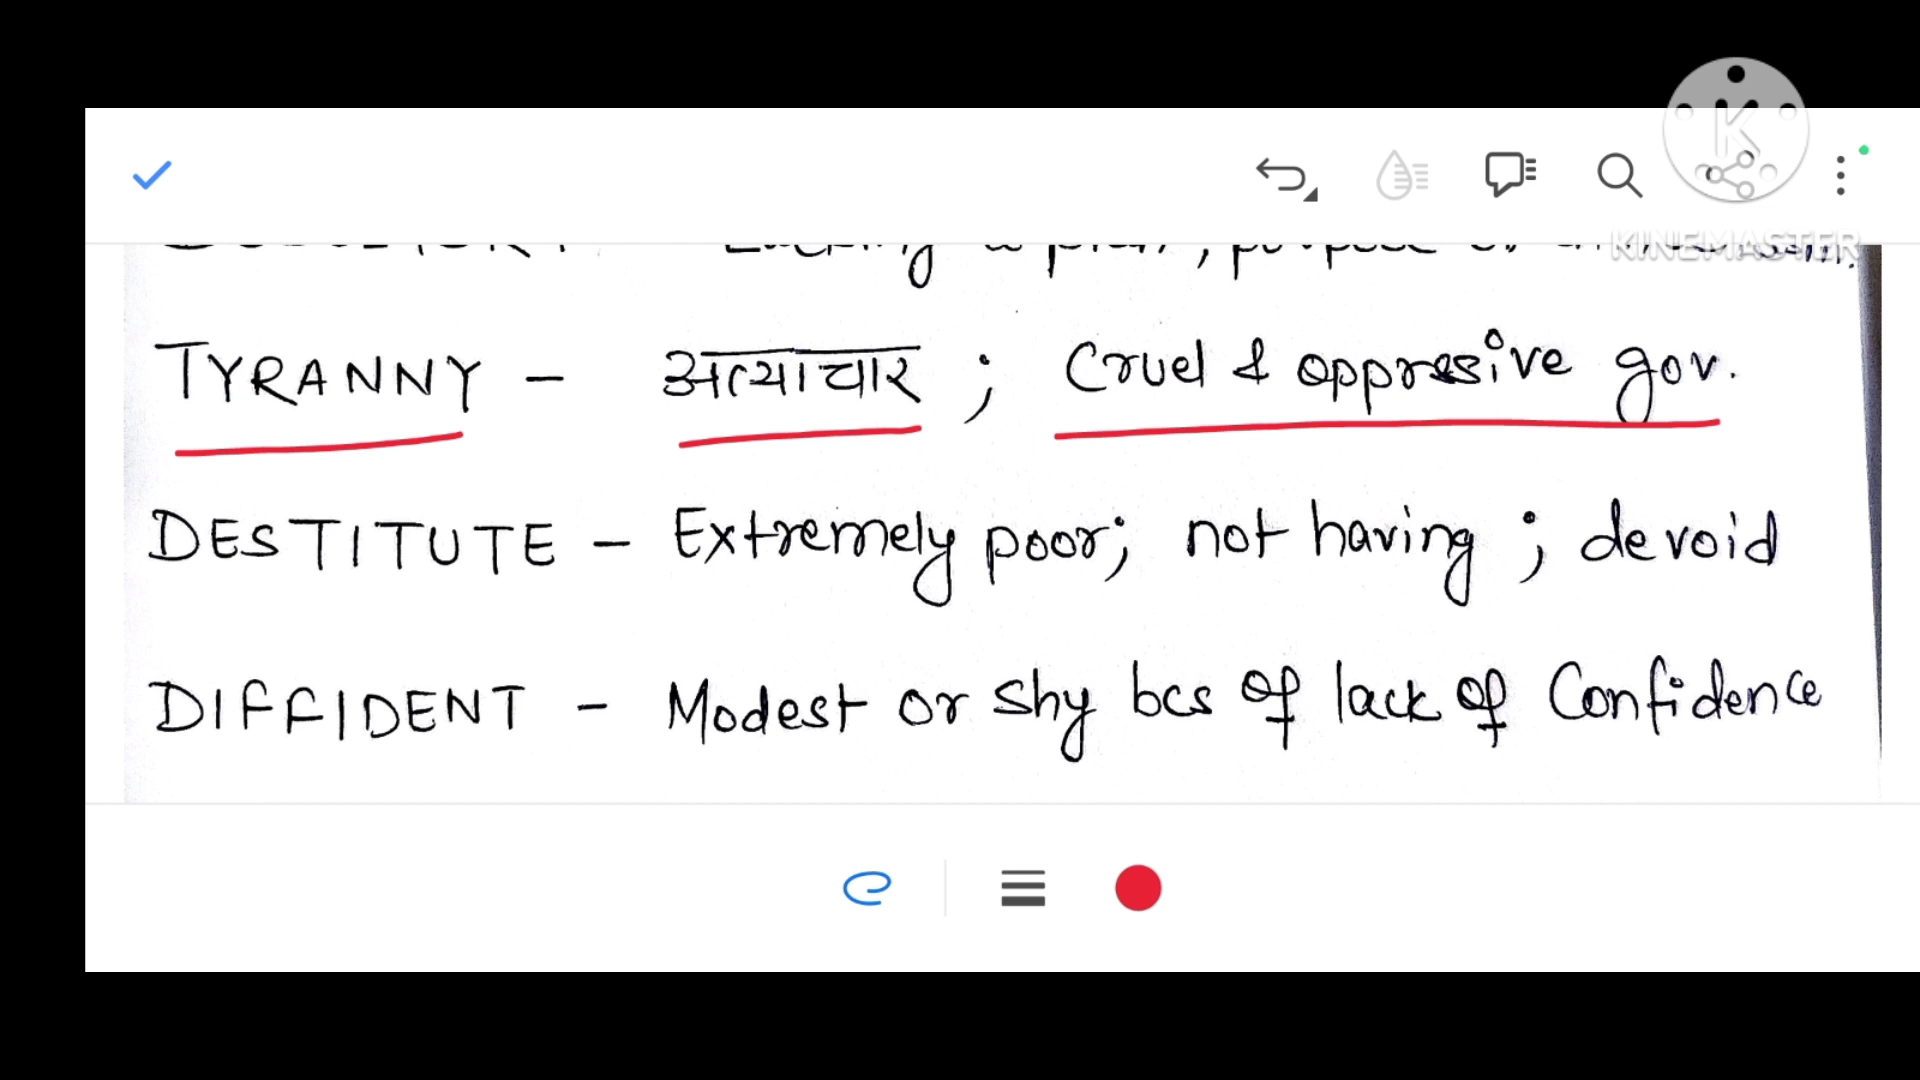 KINEMASTER
TYRANNY - अत्याचार ; Cruel & oppressive gov.
DESTITUTE - Extremely poor; not having ; devoid
DIFFIDENT - Modest or shy bcs of lack of Confidence